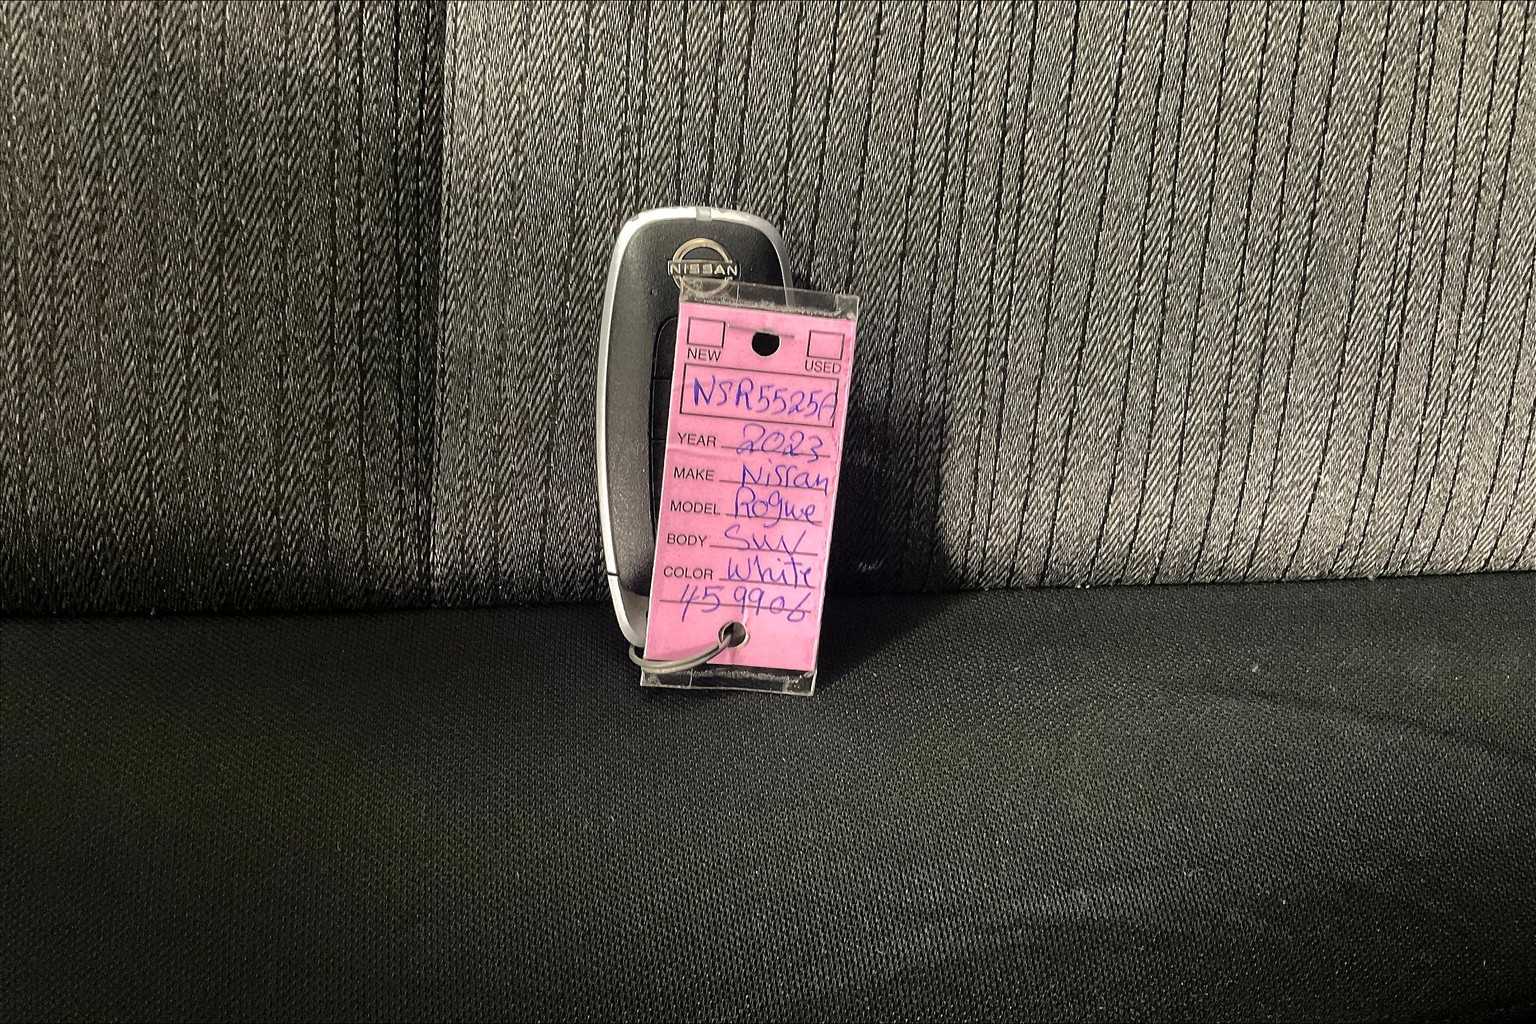 NISSAN
NEW USED
NSR5525A
YEAR 2023
MAKE Nissan
MODEL Rogue
BODY SUV
COLOR White
459906